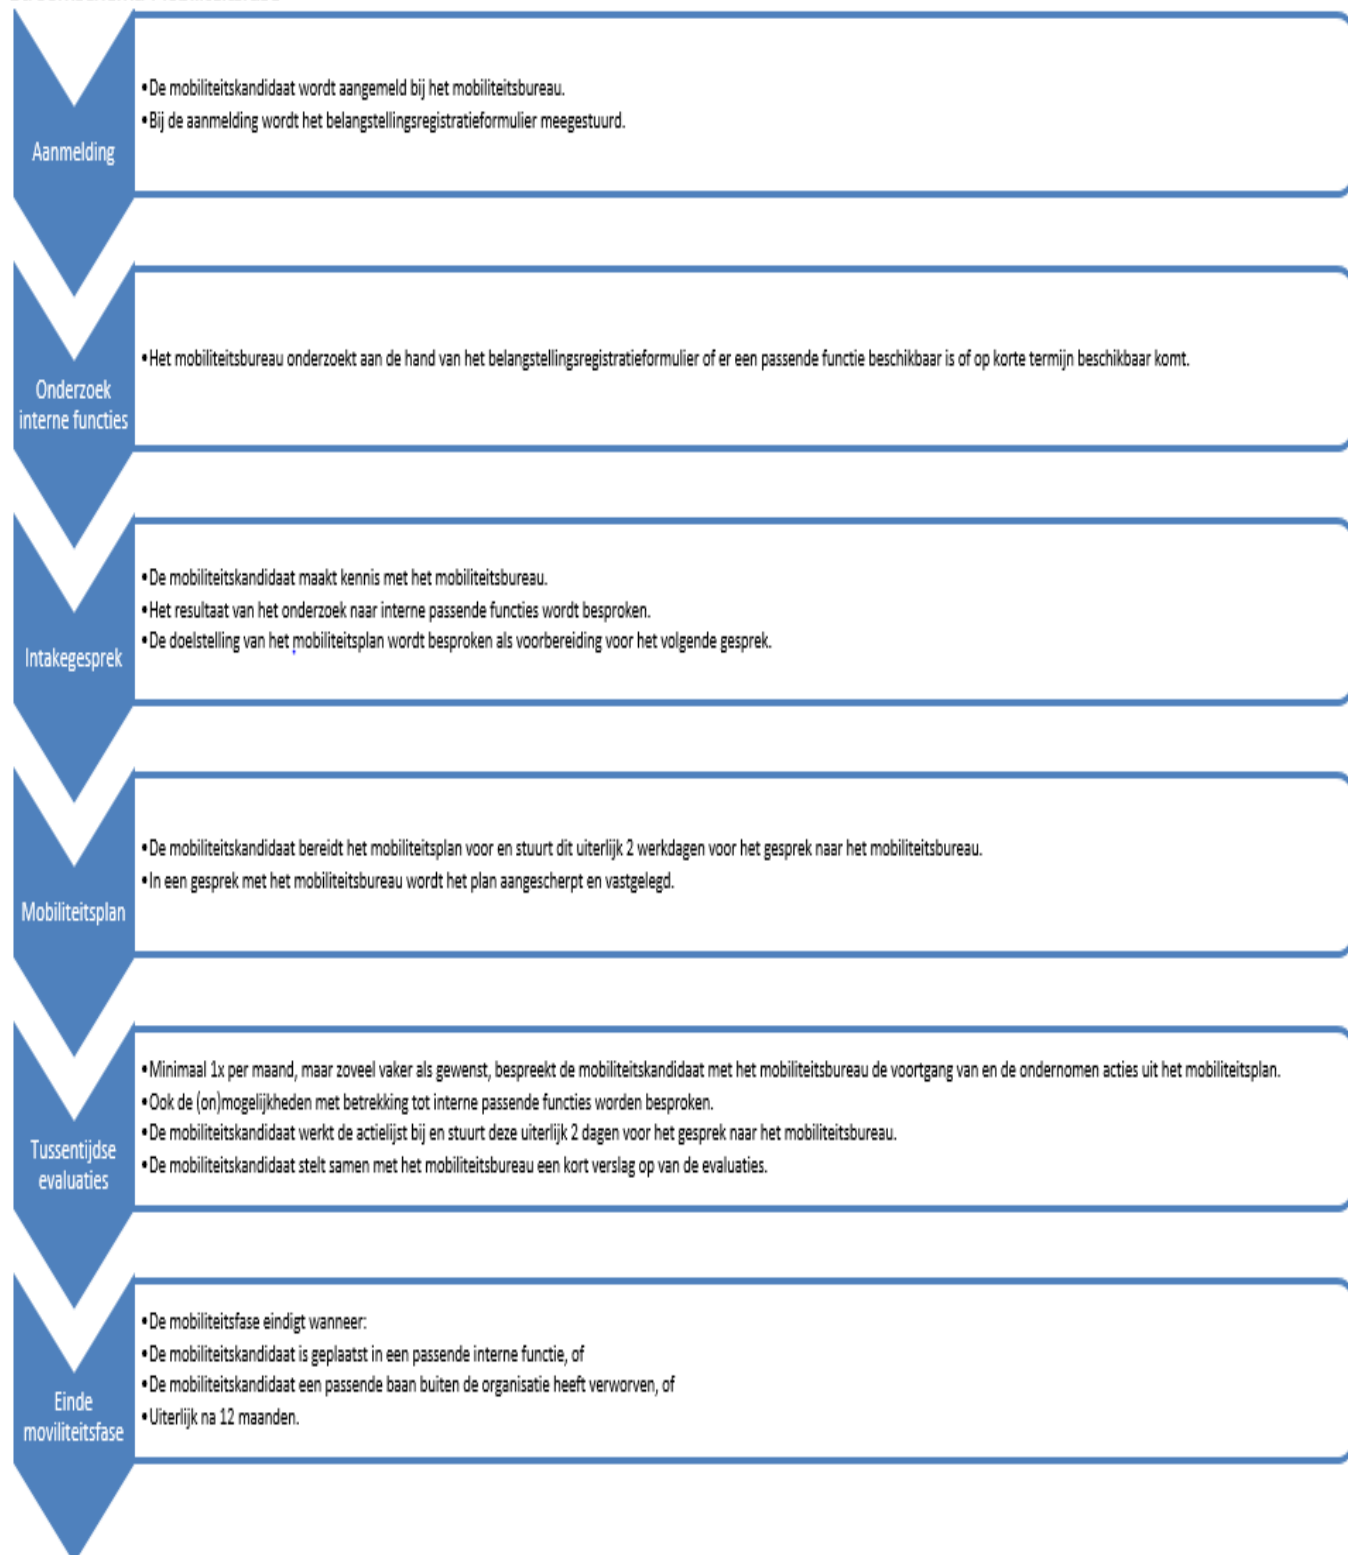 Aanmelding
•De mobiliteitskandidaat wordt aangemeld bij het mobiliteitsbureau.
•Bij de aanmelding wordt het belangstellingsregistratieformulier meegestuurd.
Onderzoek
interne functies
•Het mobiliteitsbureau onderzoekt aan de hand van het belangstellingsregistratieformulier of er een passende functie beschikbaar is of op korte termijn beschikbaar komt.
Intakegesprek
•De mobiliteitskandidaat maakt kennis met het mobiliteitsbureau.
•Het resultaat van het onderzoek naar interne passende functies wordt besproken.
•De doelstelling van het mobiliteitsplan wordt besproken als voorbereiding voor het volgende gesprek.
Mobiliteitsplan
•De mobiliteitskandidaat bereidt het mobiliteitsplan voor en stuurt dit uiterlijk 2 werkdagen voor het gesprek naar het mobiliteitsbureau.
•In een gesprek met het mobiliteitsbureau wordt het plan aangescherpt en vastgelegd.
Tussentijdse
evaluaties
•Minimaal 1x per maand, maar zoveel vaker als gewenst, bespreekt de mobiliteitskandidaat met het mobiliteitsbureau de voortgang van en de ondernomen acties uit het mobiliteitsplan.
•Ook de (on)mogelijkheden met betrekking tot interne passende functies worden besproken.
•De mobiliteitskandidaat werkt de actielijst bij en stuurt deze uiterlijk 2 dagen voor het gesprek naar het mobiliteitsbureau.
•De mobiliteitskandidaat stelt samen met het mobiliteitsbureau een kort verslag op van de evaluaties.
Einde
moviliteitsfase
•De mobiliteitsfase eindigt wanneer:
•De mobiliteitskandidaat is geplaatst in een passende interne functie, of
•De mobiliteitskandidaat een passende baan buiten de organisatie heeft verworven, of
•Uiterlijk na 12 maanden.